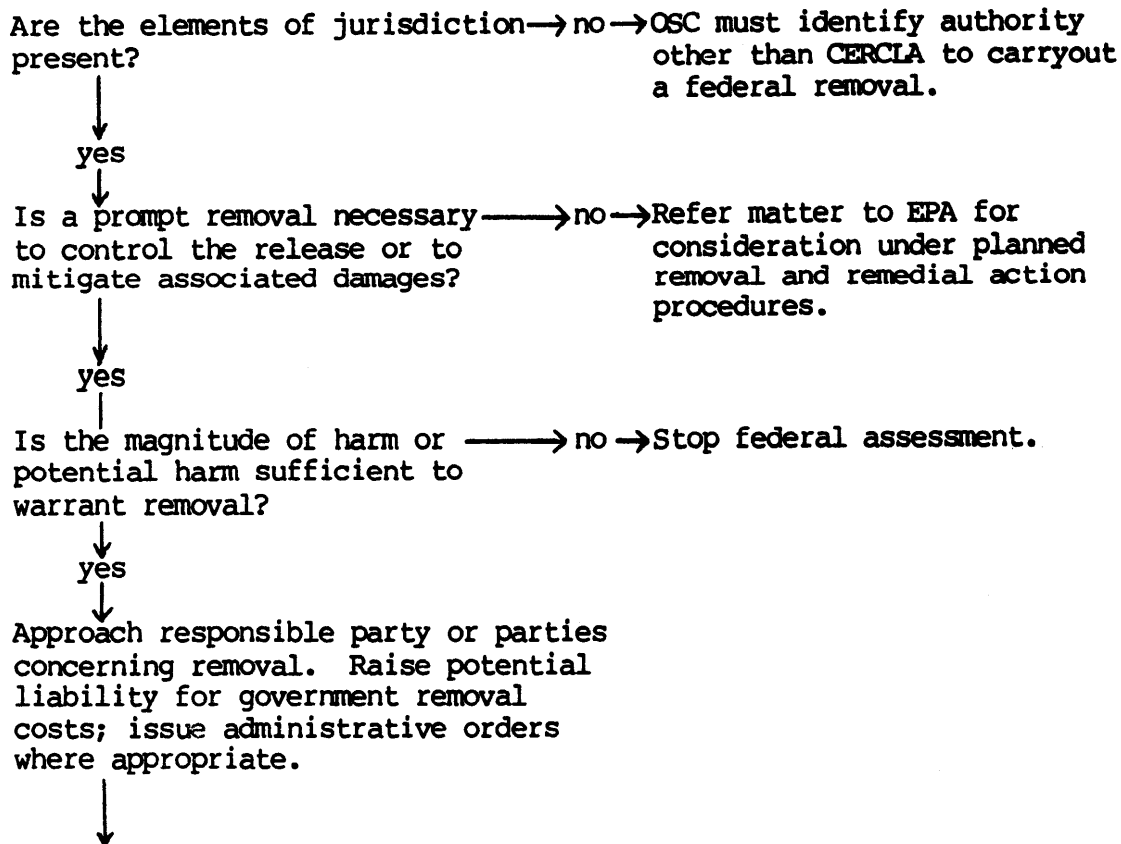 Are the elements of jurisdiction → no → OSC must identify authority
present? other than CERCLA to carryout
a federal removal.
yes
Is a prompt removal necessary → no → Refer matter to EPA for
to control the release or to consideration under planned
mitigate associated damages? removal and remedial action
procedures.
yes
Is the magnitude of harm or → no → Stop federal assessment.
potential harm sufficient to
warrant removal?
yes
Approach responsible party or parties
concerning removal. Raise potential
liability for government removal
costs; issue administrative orders
where appropriate.